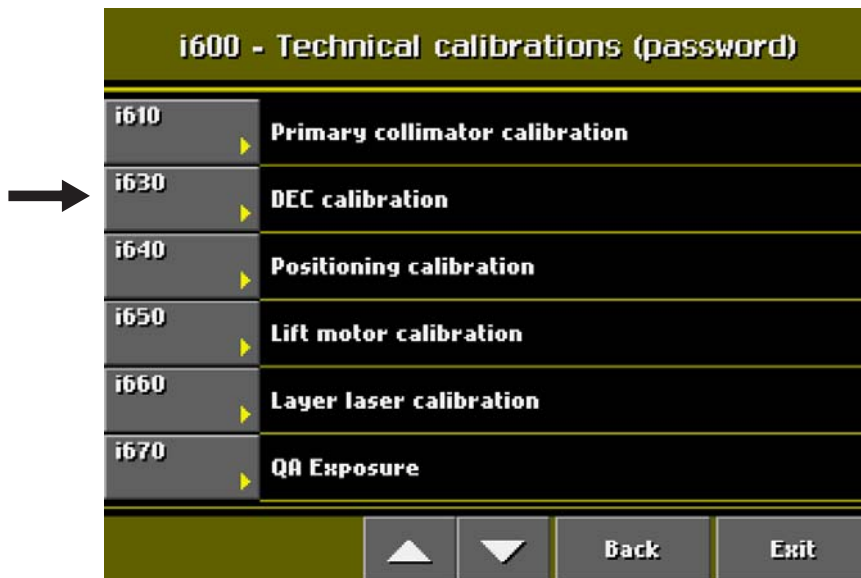 i600 - Technical calibrations (password)
i610
Primary collimator calibration
i630
DEC calibration
i640
Positioning calibration
i650
Lift motor calibration
i660
Layer laser calibration
i670
QA Exposure
Back Exit